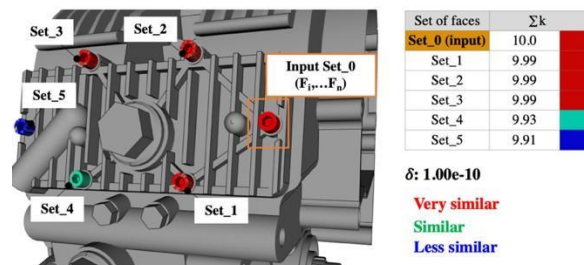 Set_3
Set_2
Input Set_0
(Fi,…Fn)
Set_5
Set_4
Set_1
Set of faces Σk
Set_0 (input) 10.0
Set_1 9.99
Set_2 9.99
Set_3 9.99
Set_4 9.93
Set_5 9.91
δ: 1.00e-10
Very similar
Similar
Less similar